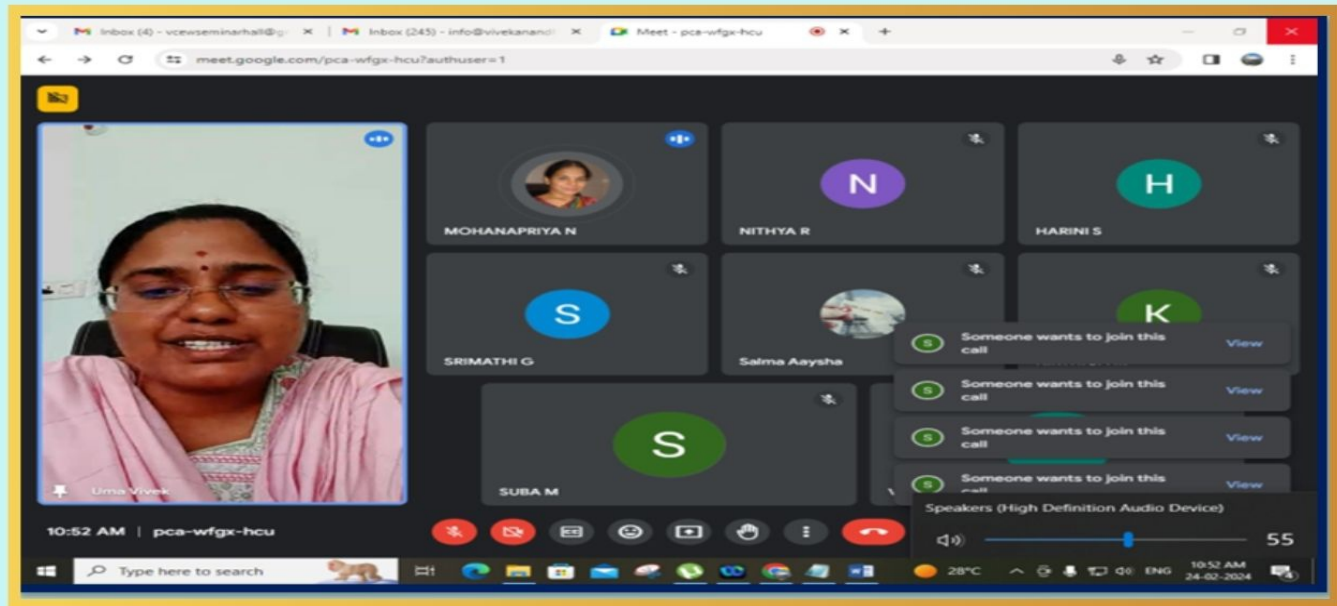 Inbox (4) - vcewseminarhall@g
Inbox (245) - info@vivekanand
Meet - pca-wfgx-hcu
meet.google.com/pca-wfgx-hcu?authuser=1
MOHANAPRIYA N
N
NITHYA R
H
HARINI S
S
SRIMATHI G
Salma Aaysha
K
S
Someone wants to join this call
View
S
Someone wants to join this call
View
S
Someone wants to join this call
View
S
Someone wants to join this
View
S
SUBA M
Uma Vivek
10:52 AM | pca-wfgx-hcu
Speakers (High Definition Audio Device)
55
Type here to search
28°C
ENG
10:52 AM
24-02-2024
4